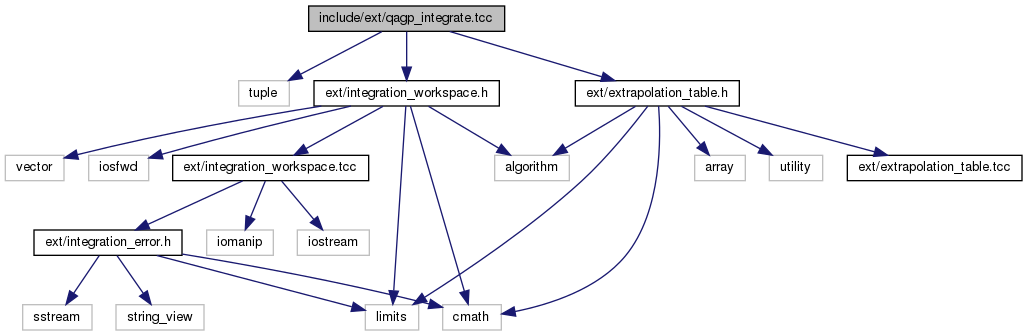 include/ext/qagp_integrate.tcc
tuple
ext/integration_workspace.h
ext/extrapolation_table.h
vector
iosfwd
ext/integration_workspace.tcc
algorithm
array
utility
ext/extrapolation_table.tcc
ext/integration_error.h
iomanip
iostream
sstream
string_view
limits
cmath